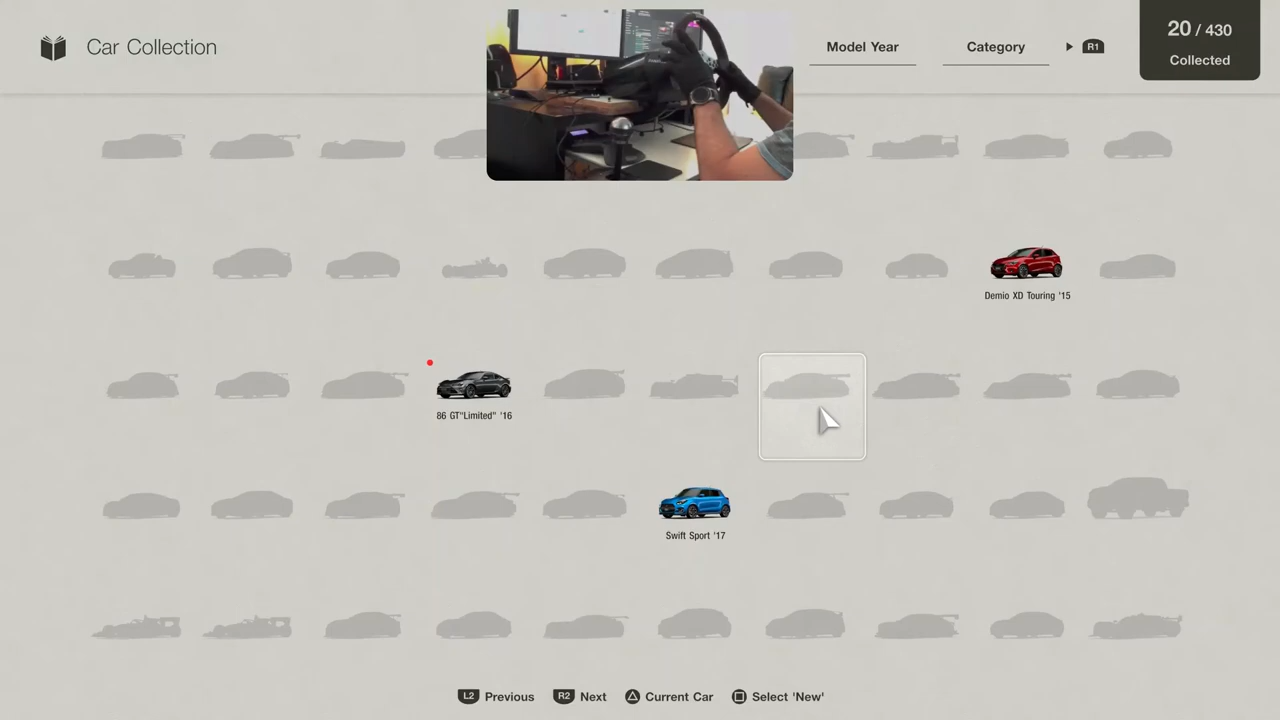 Car Collection
Model Year
Category
R1
20 / 430
Collected
Demio XD Touring '15
86 GT"Limited" '16
Swift Sport '17
L2 Previous
R2 Next
Current Car
Select 'New'